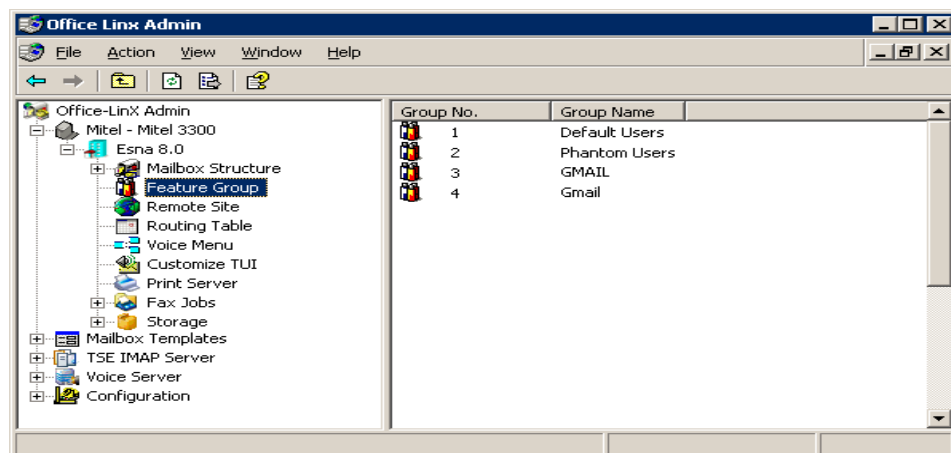 Office Linx Admin
File Action View Window Help
Office-LinX Admin
Mitel - Mitel 3300
Esna 8.0
Mailbox Structure
Feature Group
Remote Site
Routing Table
Voice Menu
Customize TUI
Print Server
Fax Jobs
Storage
Mailbox Templates
TSE IMAP Server
Voice Server
Configuration
Group No. Group Name
1 Default Users
2 Phantom Users
3 GMAIL
4 Gmail